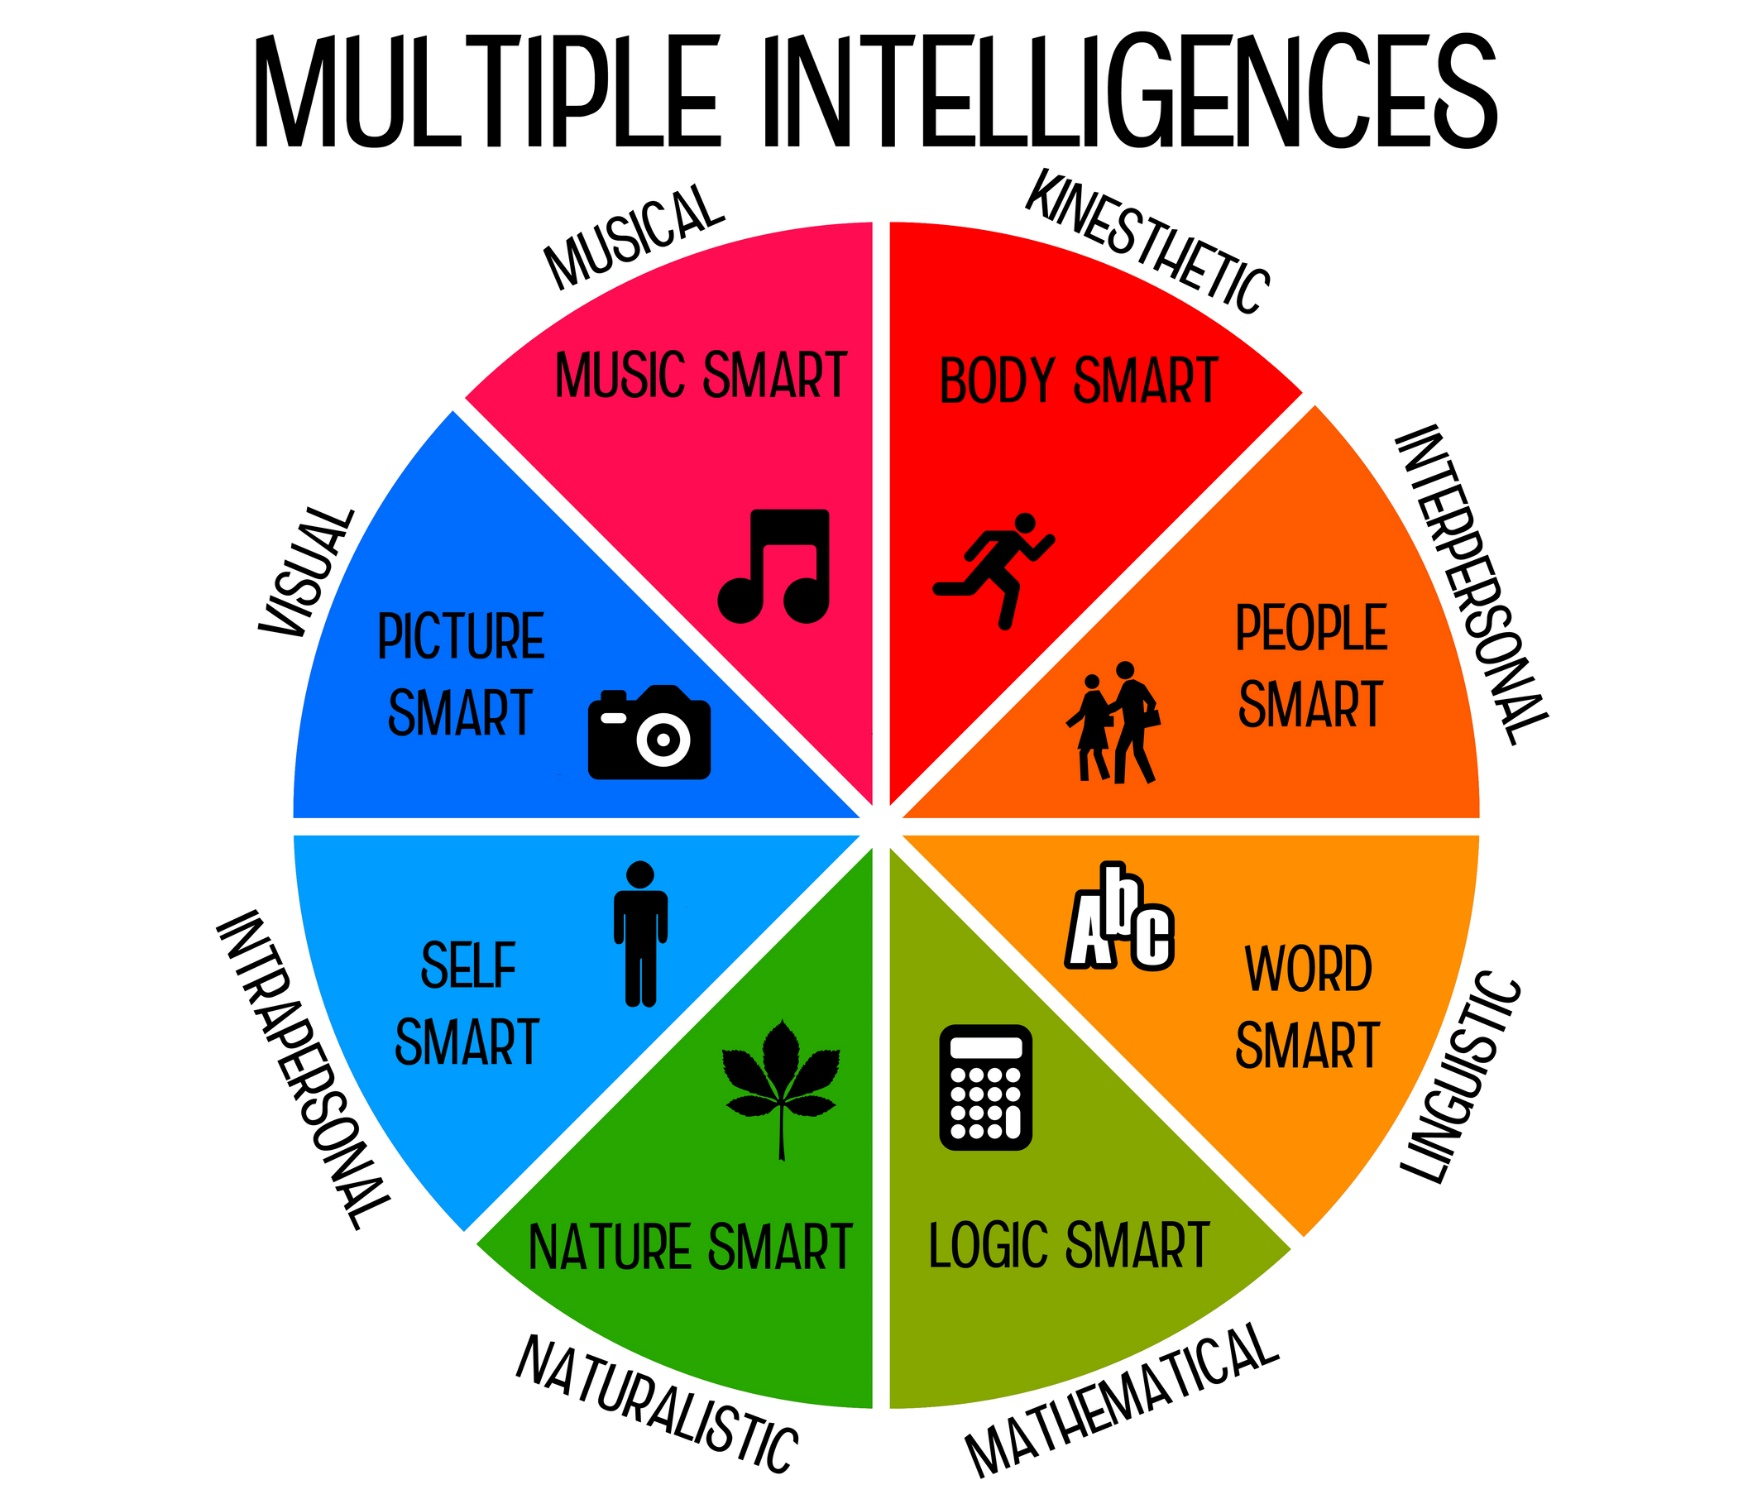 MULTIPLE INTELLIGENCES
MUSICAL
KINESTHETIC
MUSIC SMART
BODY SMART
VISUAL
INTERPERSONAL
PICTURE
SMART
PEOPLE
SMART
Abc
INTRAPERSONAL
SELF
SMART
WORD
SMART
LINGUISTIC
NATURE SMART
LOGIC SMART
NATURALISTIC
MATHEMATICAL